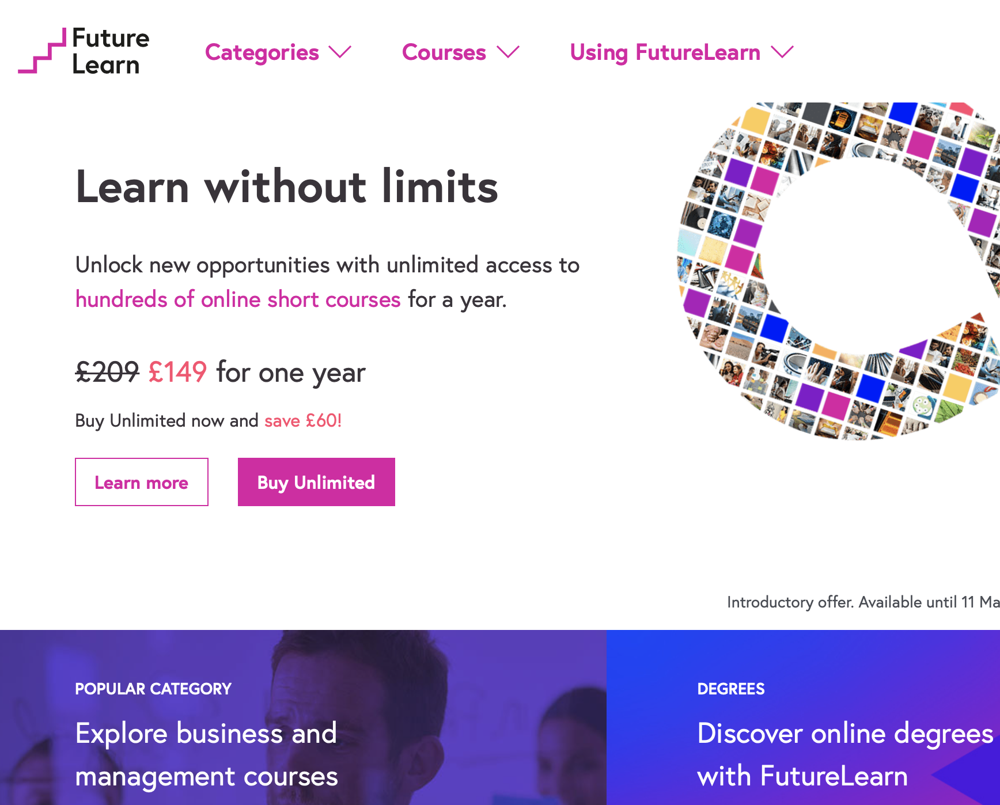 Future
Learn
Categories
Courses
Using FutureLearn
Learn without limits
Unlock new opportunities with unlimited access to
hundreds of online short courses for a year.
£209 £149 for one year
Buy Unlimited now and save £60!
Learn more
Buy Unlimited
Introductory offer. Available until 11 Ma
POPULAR CATEGORY
Explore business and
management courses
DEGREES
Discover online degrees
with FutureLearn